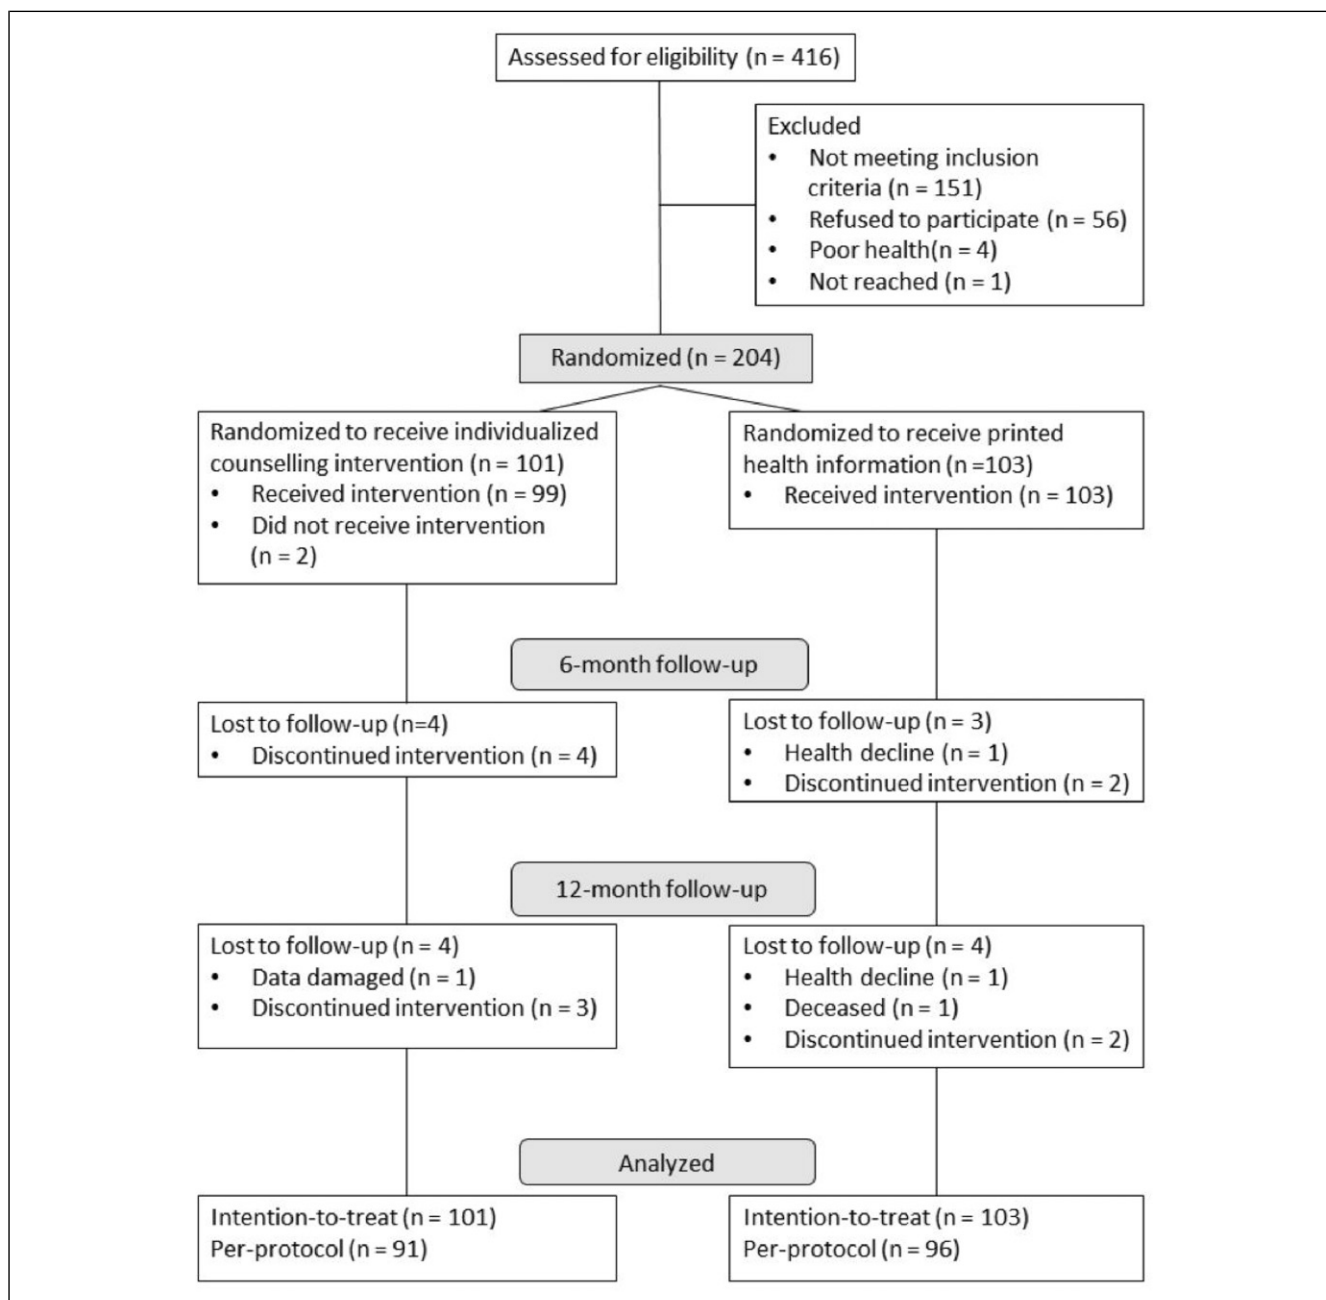 Assessed for eligibility (n = 416)
Excluded
• Not meeting inclusion
criteria (n = 151)
• Refused to participate (n = 56)
• Poor health(n = 4)
• Not reached (n = 1)
Randomized (n = 204)
Randomized to receive individualized
counselling intervention (n = 101)
• Received intervention (n = 99)
• Did not receive intervention
(n = 2)
Randomized to receive printed
health information (n =103)
• Received intervention (n = 103)
6-month follow-up
Lost to follow-up (n=4)
• Discontinued intervention (n = 4)
Lost to follow-up (n = 3)
• Health decline (n = 1)
• Discontinued intervention (n = 2)
12-month follow-up
Lost to follow-up (n = 4)
• Data damaged (n = 1)
• Discontinued intervention (n = 3)
Lost to follow-up (n = 4)
• Health decline (n = 1)
• Deceased (n = 1)
• Discontinued intervention (n = 2)
Analyzed
Intention-to-treat (n = 101)
Per-protocol (n = 91)
Intention-to-treat (n = 103)
Per-protocol (n = 96)